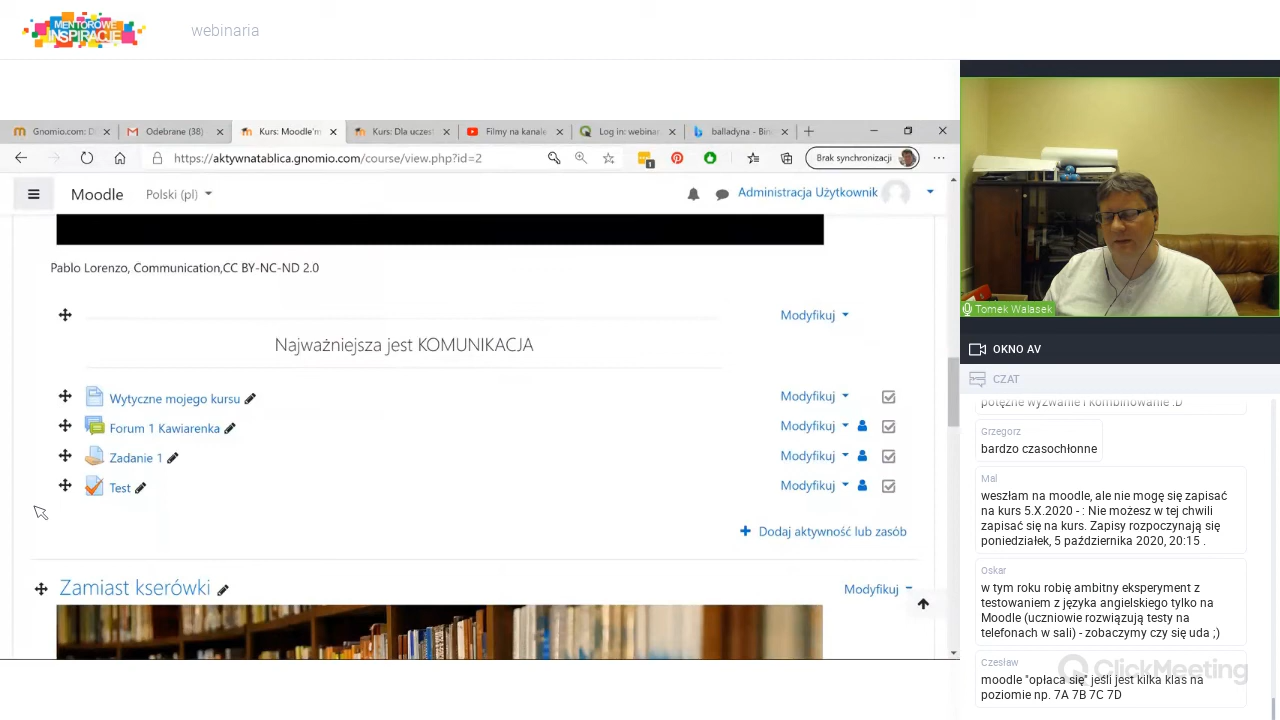 MENTOROWE
INSPIRACJE
webinaria
Gnomio.com: D
Odebrane (38)
Kurs: Moodle'm
Kurs: Dla uczest
Filmy na kanale
Log in: webinar
balladyna - Bin
https://aktywnatablica.gnomio.com/course/view.php?id=2
1
Brak synchronizacji
Moodle
Polski (pl)
Administracja Użytkownik
Pablo Lorenzo, Communication,CC BY-NC-ND 2.0
Modyfikuj
Najważniejsza jest KOMUNIKACJA
Wytyczne mojego kursu
Modyfikuj
Forum 1 Kawiarenka
Modyfikuj
Zadanie 1
Modyfikuj
Test
Modyfikuj
Dodaj aktywność lub zasób
Zamiast kserówki
Modyfikuj
Tomek Walasek
OKNO AV
CZAT
potężne wyzwanie i kombinowanie :D
Grzegorz
bardzo czasochłonne
Mal
weszłam na moodle, ale nie mogę się zapisać
na kurs 5.X.2020 - : Nie możesz w tej chwili
zapisać się na kurs. Zapisy rozpoczynają się
poniedziałek, 5 października 2020, 20:15 .
Oskar
w tym roku robię ambitny eksperyment z
testowaniem z języka angielskiego tylko na
Moodle (uczniowie rozwiązują testy na
telefonach w sali) - zobaczymy czy się uda ;)
Czesław
moodle "opłaca się" jeśli jest kilka klas na
poziomie np. 7A 7B 7C 7D
ClickMeeting